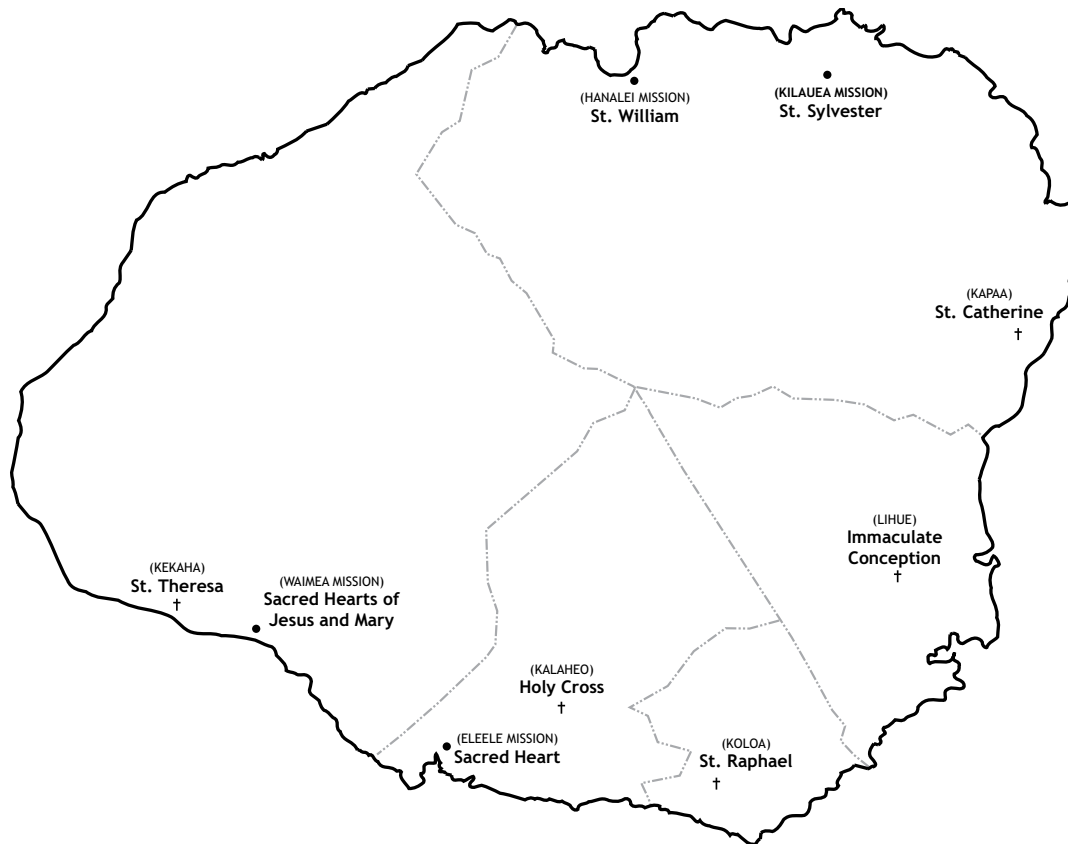 (HANALEI MISSION)
St. William
(KILAUEA MISSION)
St. Sylvester
(KAPAA)
St. Catherine
(LIHUE)
Immaculate
Conception
(KEKAHA)
St. Theresa
(WAIMEA MISSION)
Sacred Hearts of
Jesus and Mary
(KALAHEO)
Holy Cross
(ELEELE MISSION)
Sacred Heart
(KOLOA)
St. Raphael